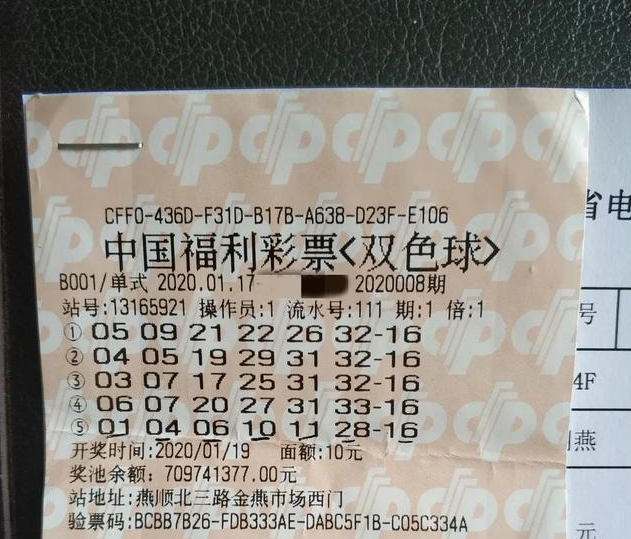 CFF0-436D-F31D-B17B-A638-D23F-E106
中国福利彩票<双色球>
B001/单式 2020.01.17- 2020008期
站号:13165921 操作员:1 流水号:111 期:1 倍:1
① 05 09 21 22 26 32-16
② 04 05 19 29 31 32-16
③ 03 07 17 25 31 32-16
④ 06 07 20 27 31 33-16
⑤ 01 04 06 10 11 28-16
开奖时间:2020/01/19 面额:10元
奖池余额: 709741377.00元
站地址:燕顺北三路金燕市场西门
验票码:BCBB7B26-FDB333AE-DABC5F1B-C05C334A
省电
号
4F
燕
元